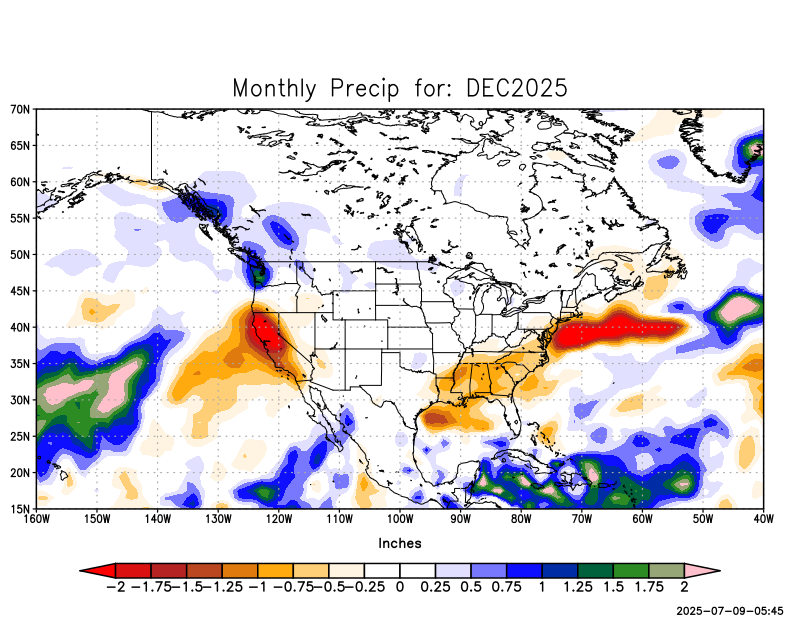 Monthly Precip for: DEC2025
70N
65N
60N
55N
50N
45N
40N
35N
30N
25N
20N
15N
160W 150W 140W 130W 120W 110W 100W 90W 80W 70W 60W 50W 40W
Inches
-2 -1.75 -1.5 -1.25 -1 -0.75 -0.5 -0.25 0 0.25 0.5 0.75 1 1.25 1.5 1.75 2
2025-07-09-05:45